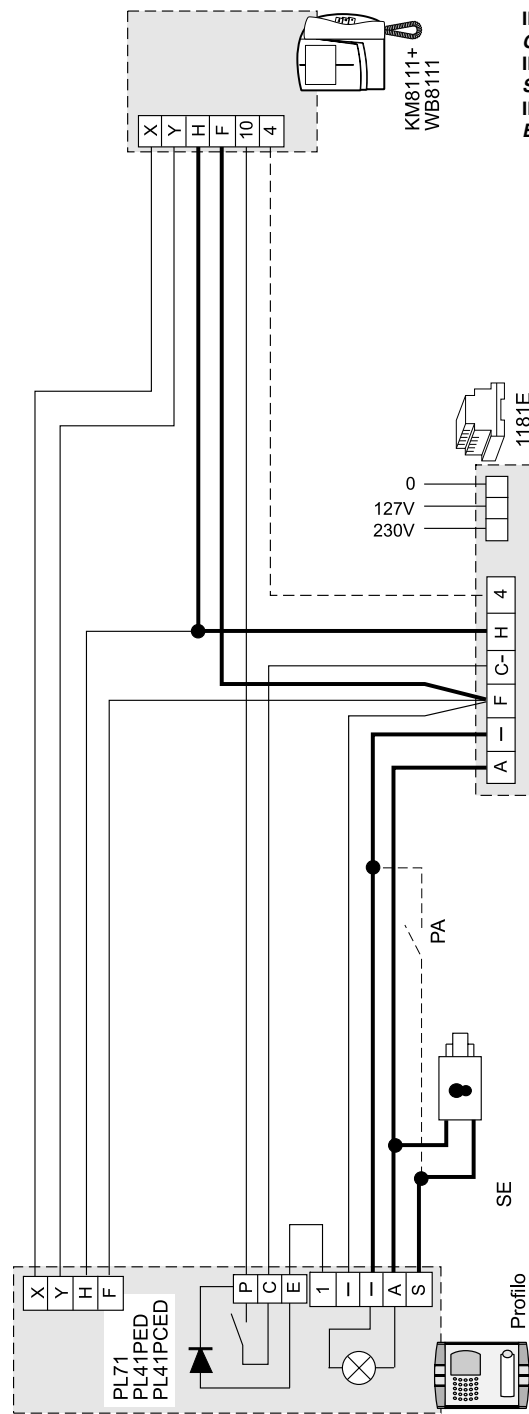 X
Y
H
F
10
4
KM8111+
WB8111
0
127V
230V
1181E
4
H
C-
F
I
A
PA
SE
X
Y
H
F
PL71
PL41PED
PL41PCED
P
C
E
1
I
I
A
S
Profilo